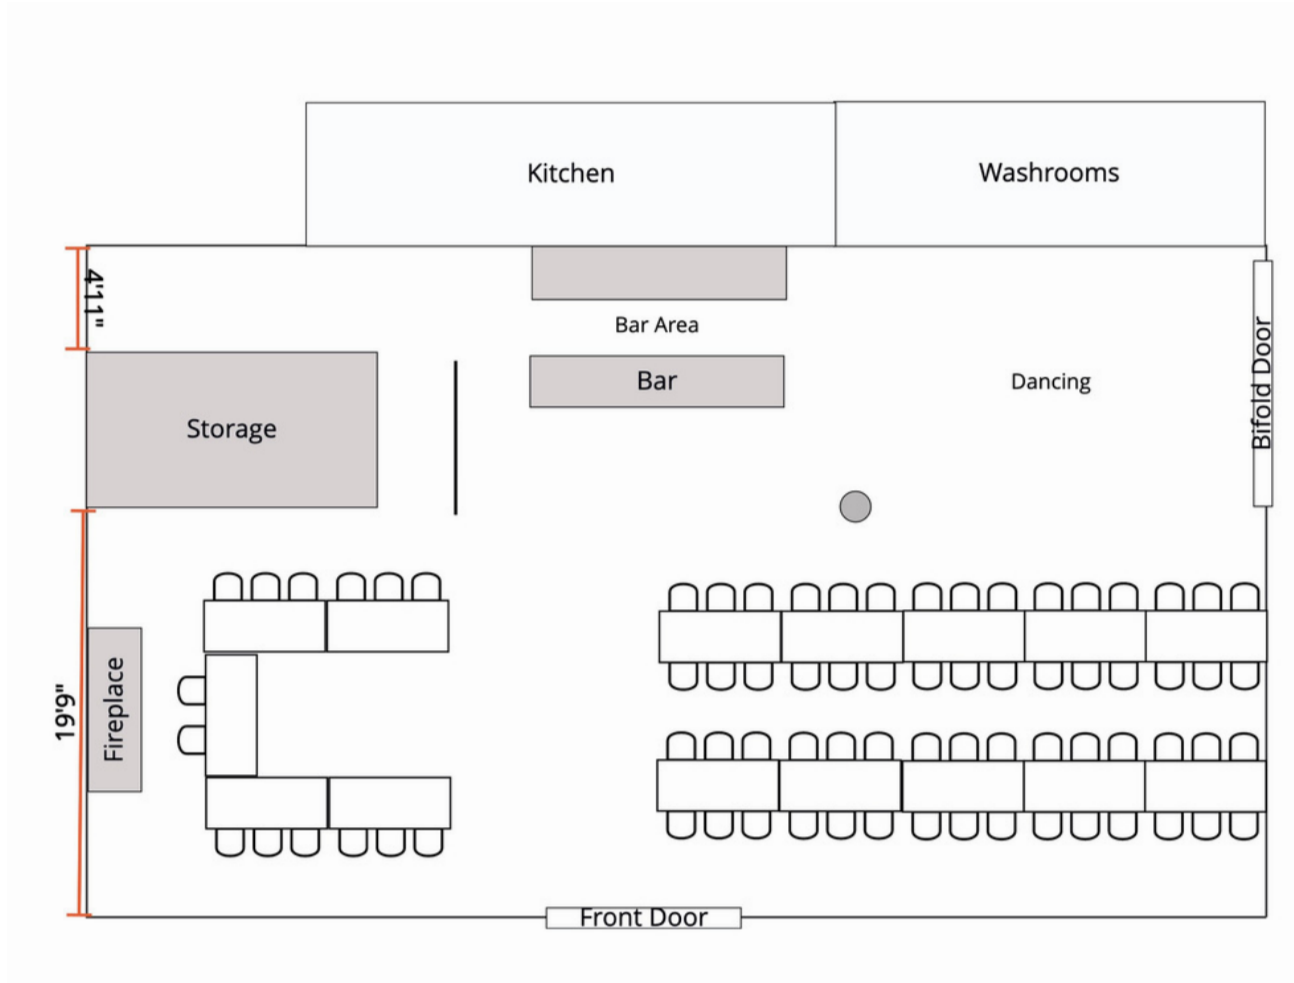 Kitchen
Washrooms
4'11"
Bar Area
Bar
Dancing
Bifold Door
Storage
19'9"
Fireplace
Front Door